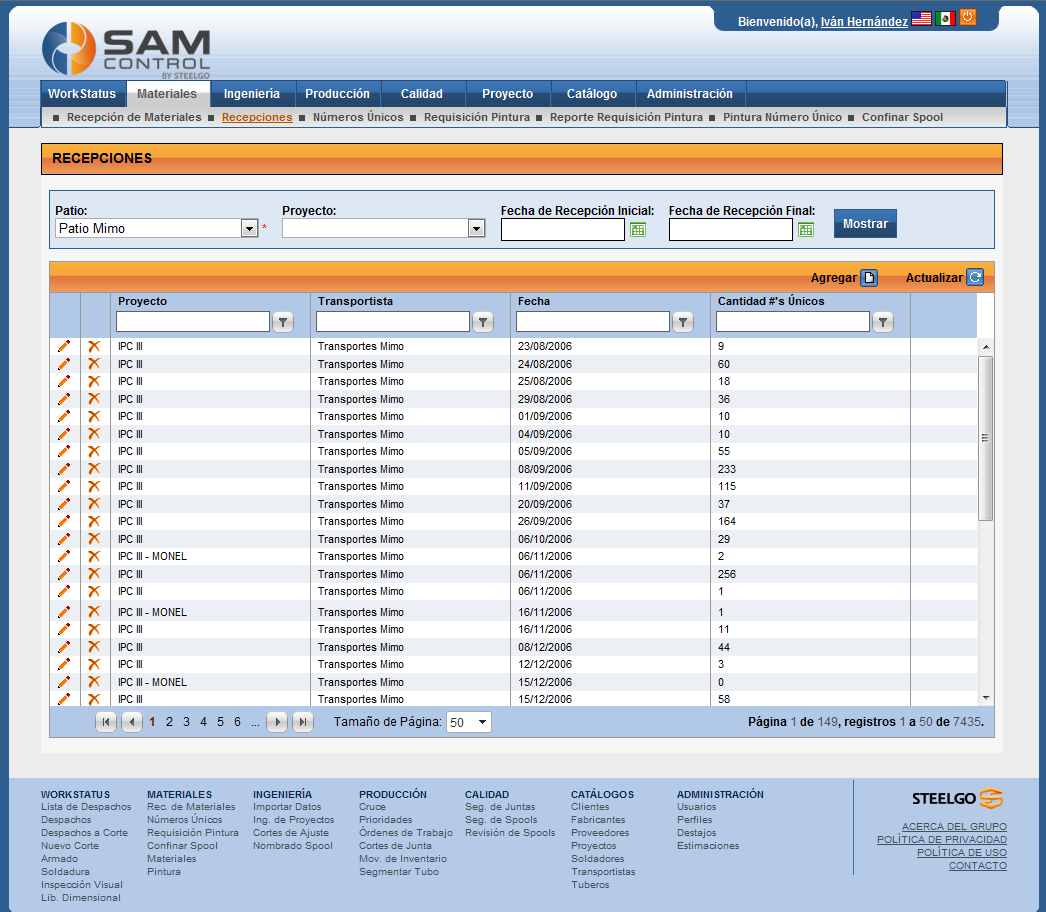 Bienvenido(a), Iván Hernández
SAM
CONTROL
BY STEELGO
WorkStatus Materiales Ingeniería Producción Calidad Proyecto Catálogo Administración
Recepción de Materiales Recepciones Números Únicos Requisición Pintura Reporte Requisición Pintura Pintura Número Único Confinar Spool
RECEPCIONES
Patio: Proyecto: Fecha de Recepción Inicial: Fecha de Recepción Final:
Patio Mimo * Mostrar
Agregar Actualizar
Proyecto Transportista Fecha Cantidad #'s Únicos
IPC III Transportes Mimo 23/08/2006 9
IPC III Transportes Mimo 24/08/2006 60
IPC III Transportes Mimo 25/08/2006 18
IPC III Transportes Mimo 29/08/2006 36
IPC III Transportes Mimo 01/09/2006 10
IPC III Transportes Mimo 04/09/2006 10
IPC III Transportes Mimo 05/09/2006 55
IPC III Transportes Mimo 08/09/2006 233
IPC III Transportes Mimo 11/09/2006 115
IPC III Transportes Mimo 20/09/2006 37
IPC III Transportes Mimo 26/09/2006 164
IPC III Transportes Mimo 06/10/2006 29
IPC III - MONEL Transportes Mimo 06/11/2006 2
IPC III Transportes Mimo 06/11/2006 256
IPC III Transportes Mimo 06/11/2006 1
IPC III - MONEL Transportes Mimo 16/11/2006 1
IPC III Transportes Mimo 16/11/2006 11
IPC III Transportes Mimo 08/12/2006 44
IPC III Transportes Mimo 12/12/2006 3
IPC III - MONEL Transportes Mimo 15/12/2006 0
IPC III Transportes Mimo 15/12/2006 58
1 2 3 4 5 6 ... Tamaño de Página: 50 Página 1 de 149, registros 1 a 50 de 7435.
WORKSTATUS MATERIALES INGENIERÍA PRODUCCIÓN CALIDAD CATÁLOGOS ADMINISTRACIÓN
Lista de Despachos Rec. de Materiales Importar Datos Cruce Seg. de Juntas Clientes Usuarios
Despachos Números Únicos Ing. de Proyectos Prioridades Seg. de Spools Fabricantes Perfiles
Despachos a Corte Requisición Pintura Cortes de Ajuste Órdenes de Trabajo Revisión de Spools Proveedores Destajos
Nuevo Corte Confinar Spool Nombrado Spool Cortes de Junta Proyectos Estimaciones
Armado Materiales Mov. de Inventario Soldadores
Soldadura Pintura Segmentar Tubo Transportistas
Inspección Visual Tuberos
Lib. Dimensional
STEELGO
ACERCA DEL GRUPO
POLÍTICA DE PRIVACIDAD
POLÍTICA DE USO
CONTACTO